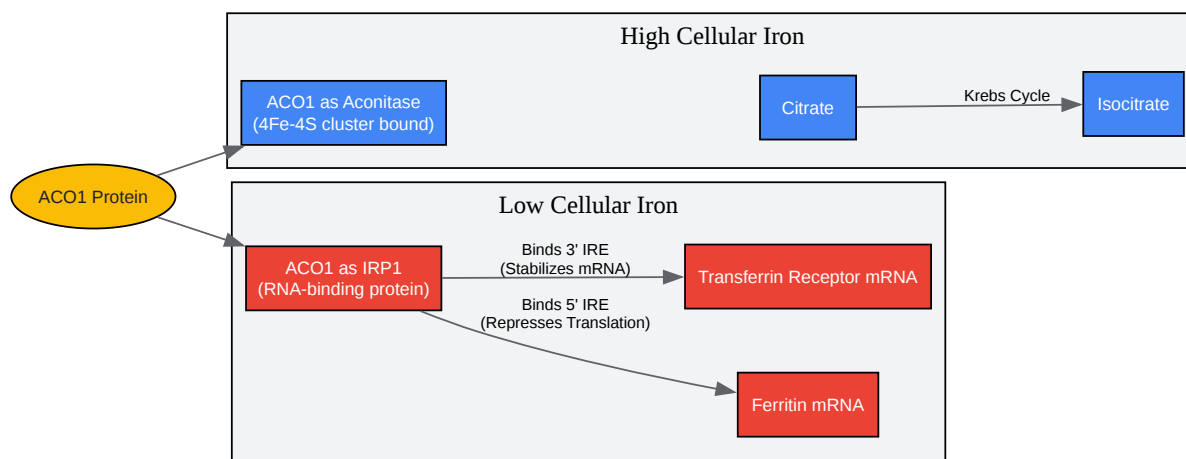 High Cellular Iron
ACO1 as Aconitase
(4Fe-4S cluster bound)
Citrate
Krebs Cycle
Isocitrate
ACO1 Protein
Low Cellular Iron
ACO1 as IRP1
(RNA-binding protein)
Binds 3' IRE
(Stabilizes mRNA)
Transferrin Receptor mRNA
Binds 5' IRE
(Represses Translation)
Ferritin mRNA